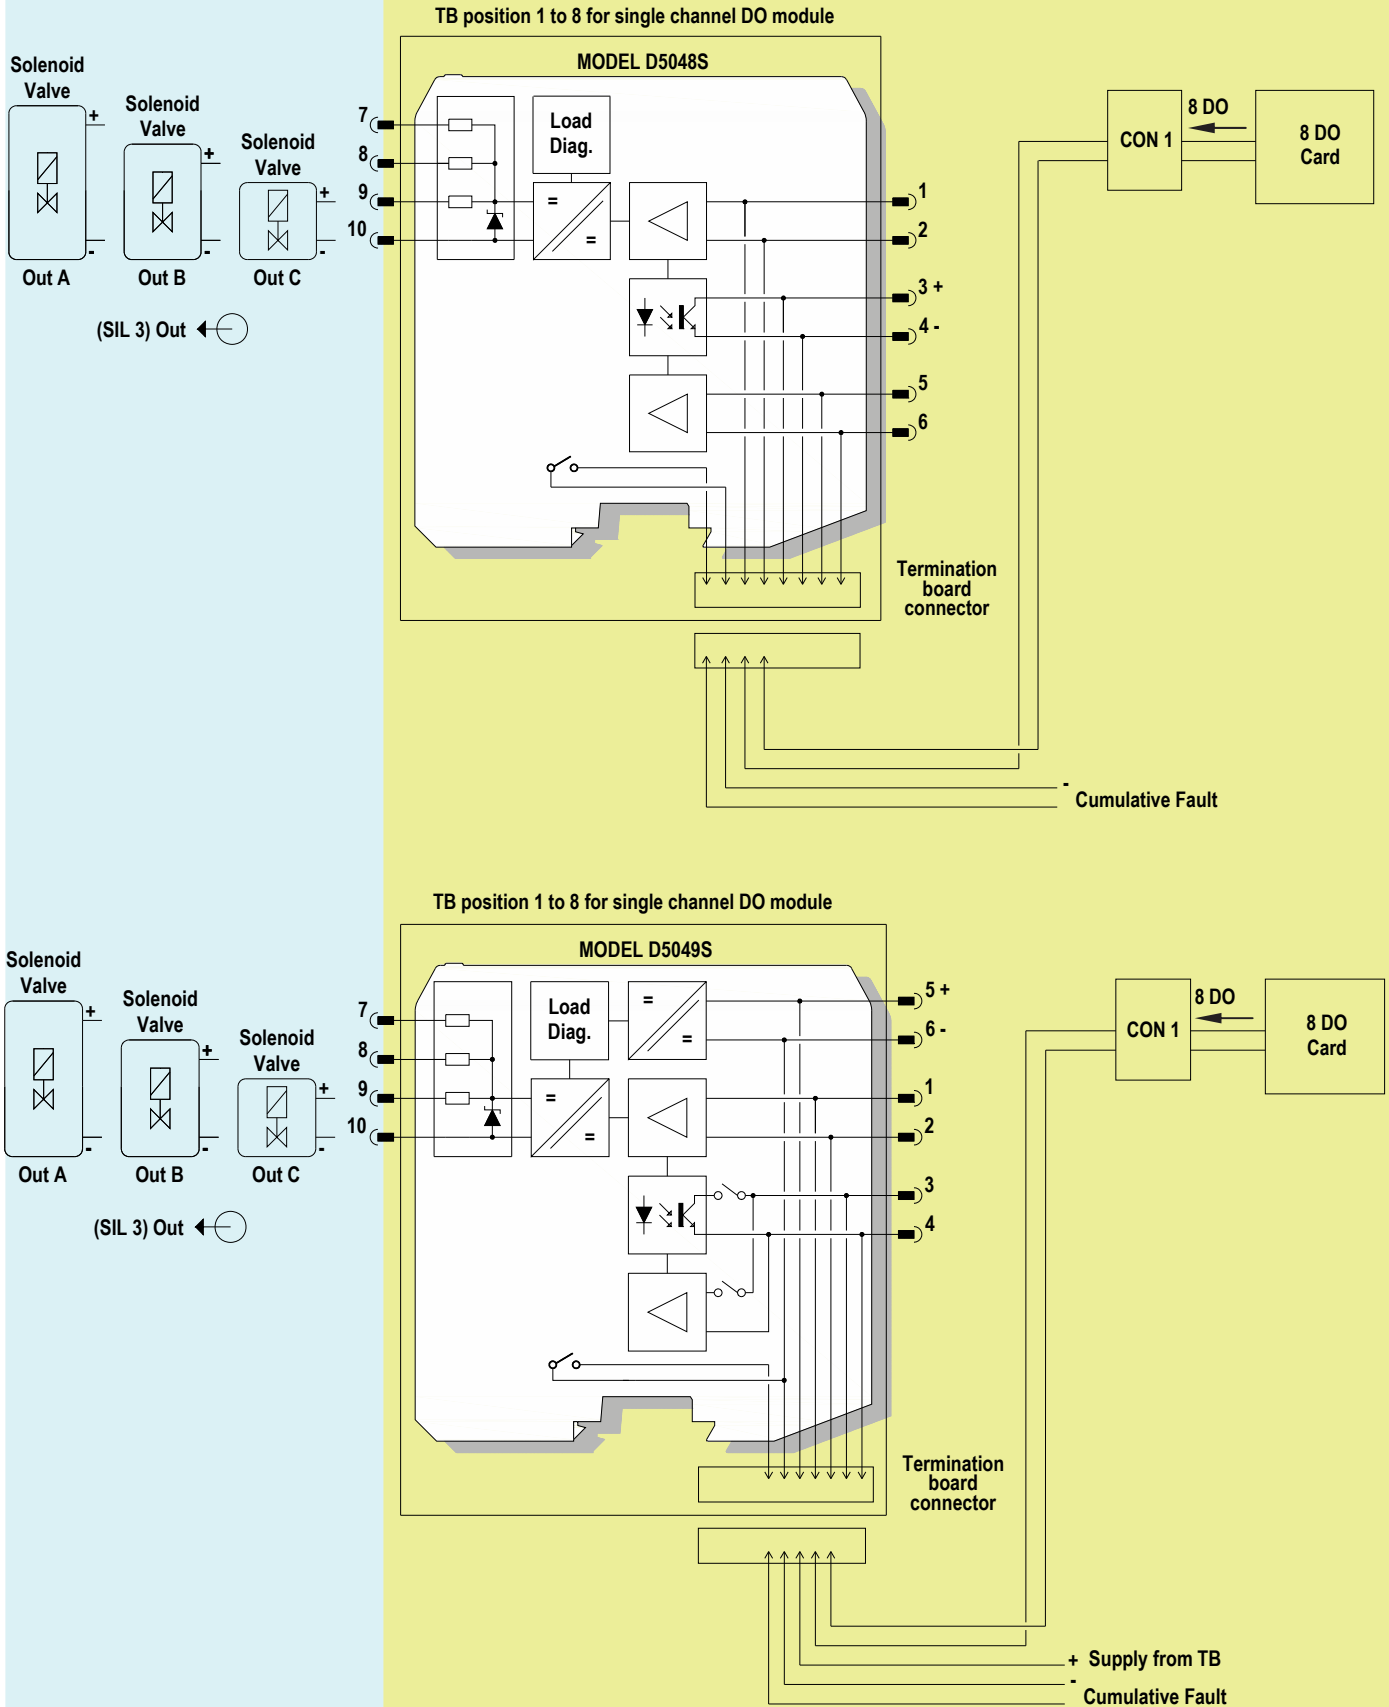 TB position 1 to 8 for single channel DO module
MODEL D5048S
Solenoid
Valve
+
-
Out A
Solenoid
Valve
+
-
Out B
Solenoid
Valve
+
-
Out C
(SIL 3) Out
7
8
9
10
Load
Diag.
=
=
1
2
3 +
4 -
5
6
Termination
board
connector
CON 1
8 DO
8 DO
Card
-
Cumulative Fault
TB position 1 to 8 for single channel DO module
MODEL D5049S
Solenoid
Valve
+
-
Out A
Solenoid
Valve
+
-
Out B
Solenoid
Valve
+
-
Out C
(SIL 3) Out
7
8
9
10
Load
Diag.
=
=
=
=
5 +
6 -
1
2
3
4
Termination
board
connector
CON 1
8 DO
8 DO
Card
+ Supply from TB
-
Cumulative Fault